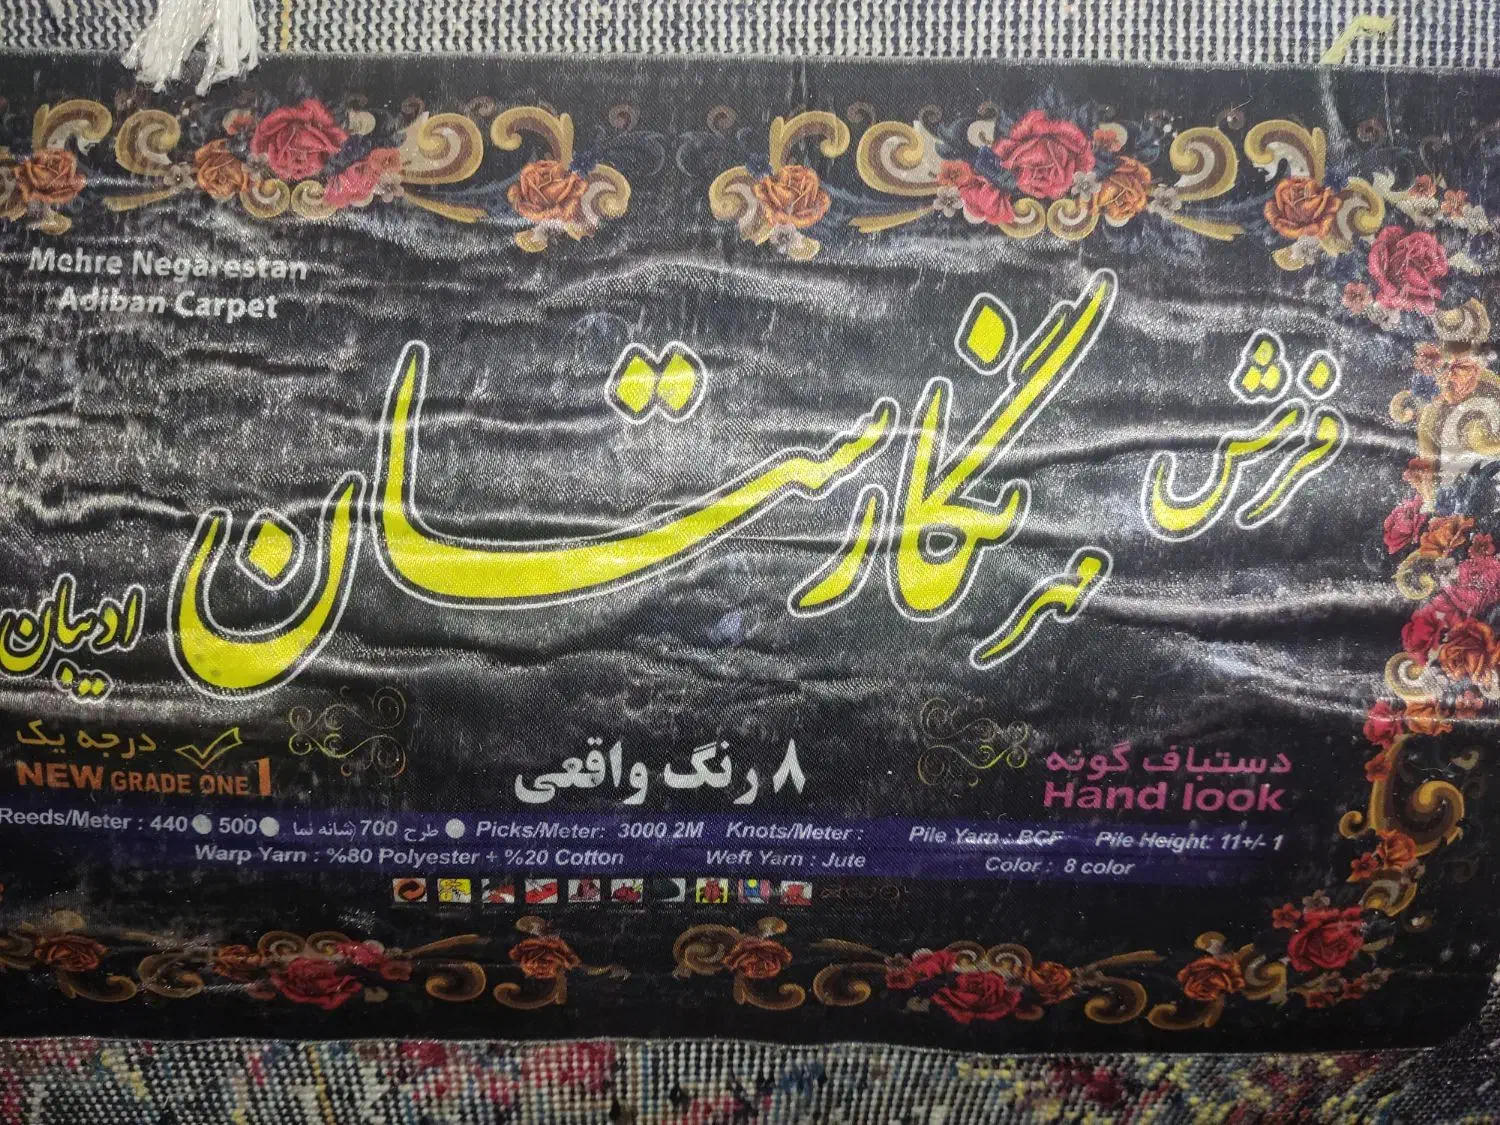 Mehre Negarestan
Adiban Carpet
فرش
مهر نگارستان
ادیبان
درجه یک
NEW GRADE ONE 1
۸ رنگ واقعی
دستباف گونه
Hand look
Reeds/Meter : 440 500 طرح 700 شانه نما Picks/Meter: 3000 2M Knots/Meter : Pile Yarn : BCF Pile Height: 11+/- 1
Warp Yarn : %80 Polyester + %20 Cotton Weft Yarn : Jute Color : 8 color